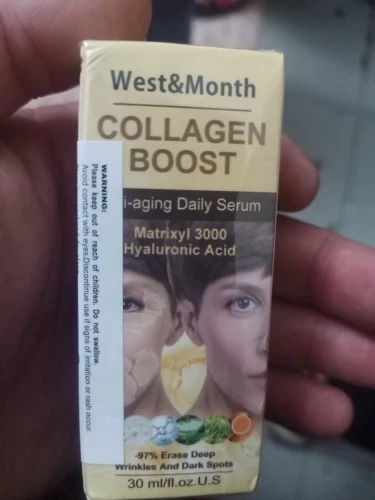 West&Month
COLLAGEN
BOOST
i-aging Daily Serum
Matrixyl 3000
Hyaluronic Acid
WARNING:
Please keep out of reach of children. Do not swallow.
Avoid contact with eyes.Discontinue use if signs of irritation or rash occur.
-97% Erase Deep
Wrinkles And Dark Spots
30 ml/fl.oz.U.S